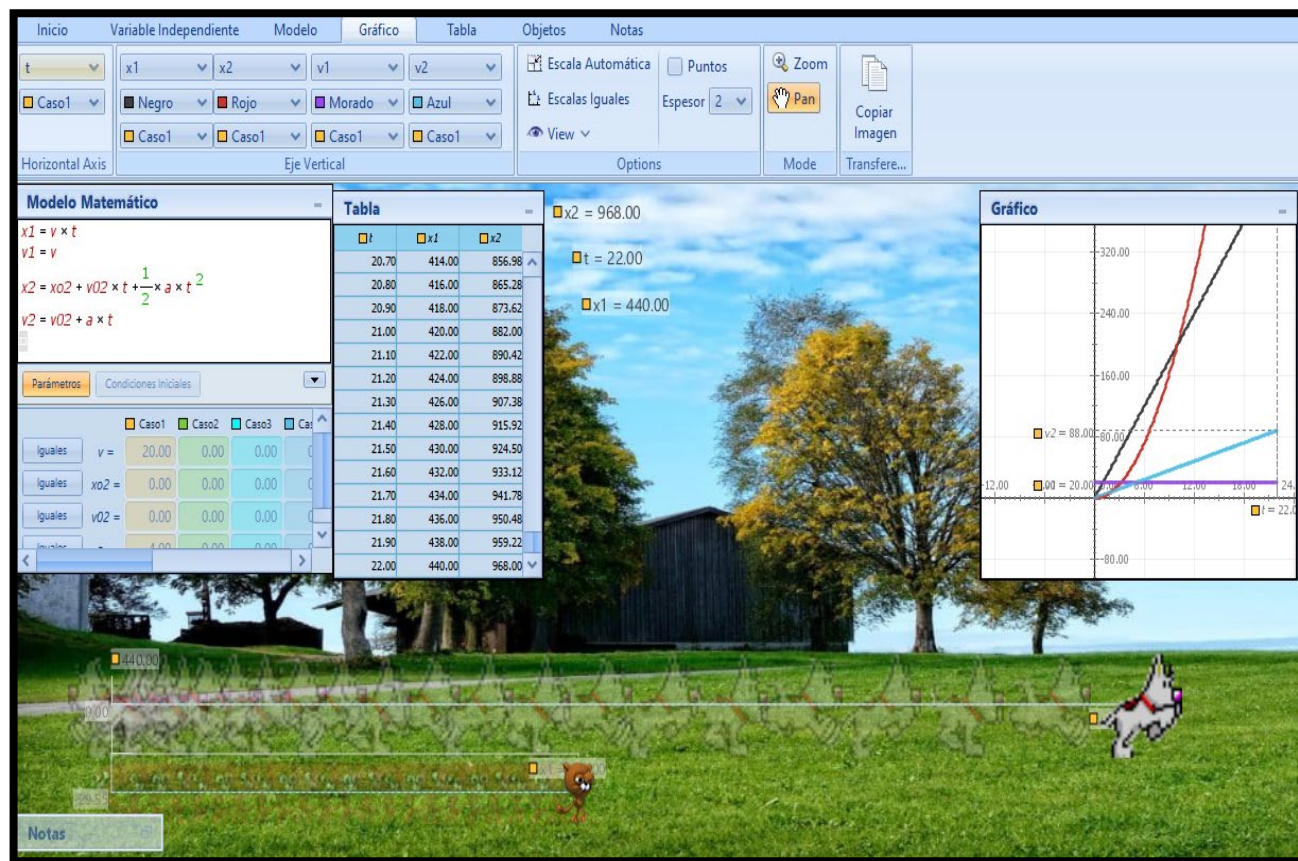 Inicio Variable Independiente Modelo Gráfico Tabla Objetos Notas
t x1 x2 v1 v2 Escala Automática Puntos Zoom
Caso1 Negro Rojo Morado Azul Escalas Iguales Espesor 2 Pan Copiar Imagen
Caso1 Caso1 Caso1 Caso1 View
Horizontal Axis Eje Vertical Options Mode Transfere...
Modelo Matemático
x1 = v × t
v1 = v
x2 = xo2 + v02 × t + 1/2 × a × t 2
v2 = v02 + a × t
Parámetros Condiciones Iniciales
Caso1 Caso2 Caso3
Iguales v = 20.00 0.00 0.00
Iguales xo2 = 0.00 0.00 0.00
Iguales v02 = 0.00 0.00 0.00
Tabla
t x1 x2
20.70 414.00 856.98
20.80 416.00 865.28
20.90 418.00 873.62
21.00 420.00 882.00
21.10 422.00 890.42
21.20 424.00 898.88
21.30 426.00 907.38
21.40 428.00 915.92
21.50 430.00 924.50
21.60 432.00 933.12
21.70 434.00 941.78
21.80 436.00 950.48
21.90 438.00 959.22
22.00 440.00 968.00
x2 = 968.00
t = 22.00
x1 = 440.00
Gráfico
320.00
240.00
160.00
v2 = 88.00 80.00
12.00 = 20.00 6.00 12.00 18.00 24.
t = 22.0
-80.00
440.00
0.00
Notas